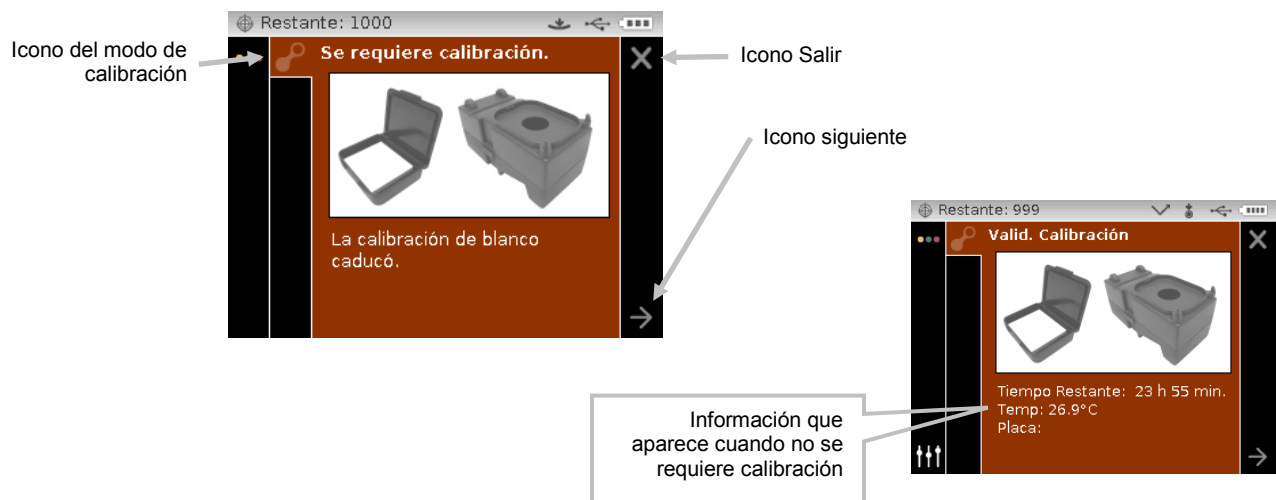 Restante: 1000
Icono del modo de
calibración
Se requiere calibración.
Icono Salir
Icono siguiente
La calibración de blanco
caducó.
Restante: 999
Valid. Calibración
Tiempo Restante: 23 h 55 min.
Temp: 26.9°C
Placa:
Información que
aparece cuando no se
requiere calibración